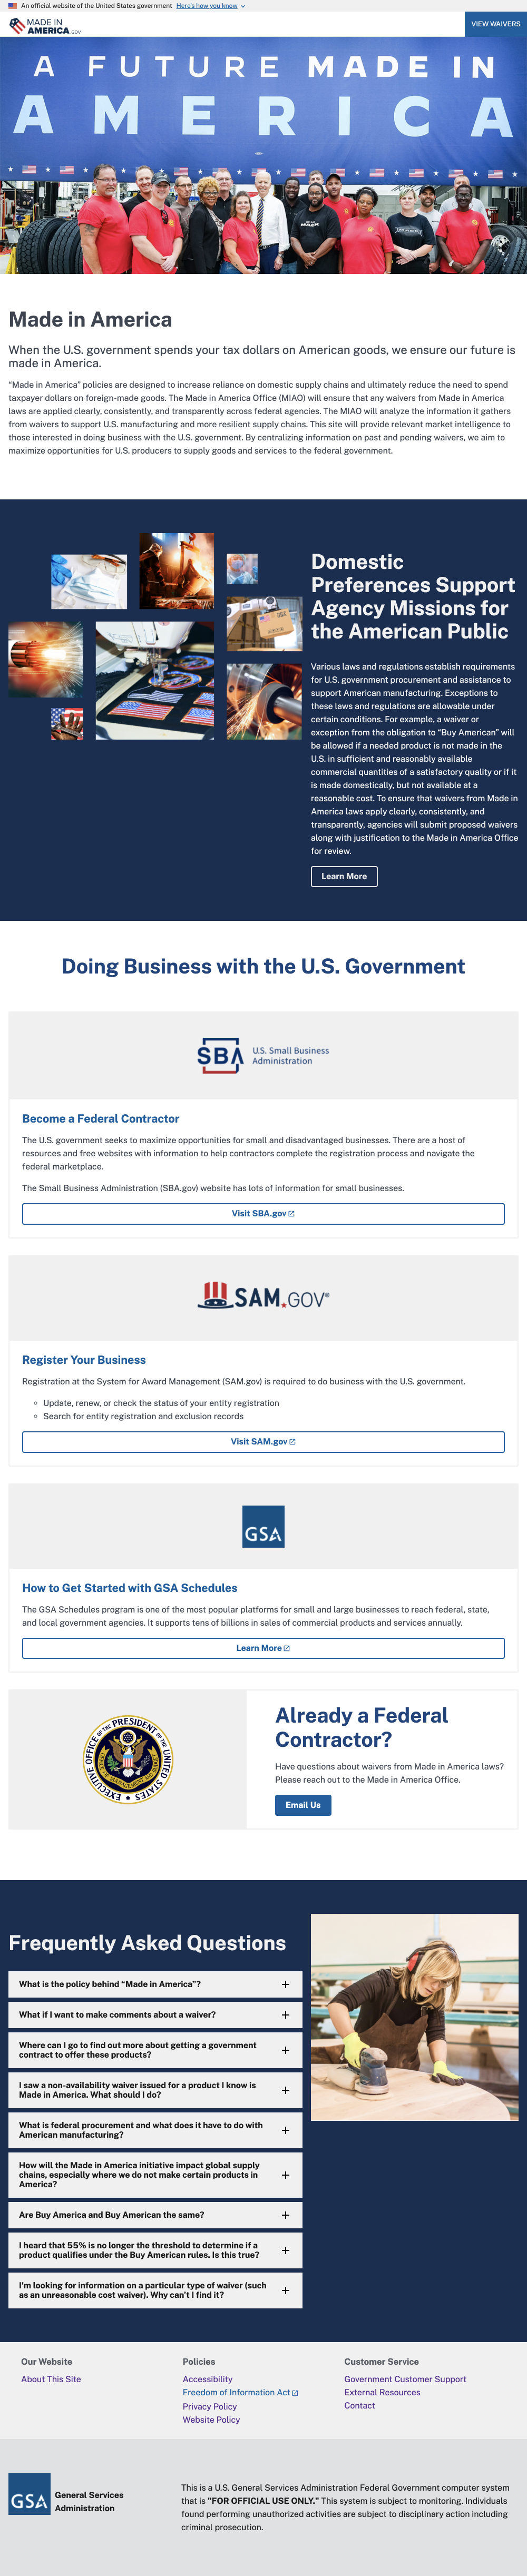 An official website of the United States government Here's how you know
MADE IN
AMERICA.GOV
VIEW WAIVERS
A FUTURE MADE IN
AMERICA
Made in America
When the U.S. government spends your tax dollars on American goods, we ensure our future is
made in America.
“Made in America” policies are designed to increase reliance on domestic supply chains and ultimately reduce the need to spend
taxpayer dollars on foreign-made goods. The Made in America Office (MIAO) will ensure that any waivers from Made in America
laws are applied clearly, consistently, and transparently across federal agencies. The MIAO will analyze the information it gathers
from waivers to support U.S. manufacturing and more resilient supply chains. This site will provide relevant market intelligence to
those interested in doing business with the U.S. government. By centralizing information on past and pending waivers, we aim to
maximize opportunities for U.S. producers to supply goods and services to the federal government.
Domestic
Preferences Support
Agency Missions for
the American Public
Various laws and regulations establish requirements
for U.S. government procurement and assistance to
support American manufacturing. Exceptions to
these laws and regulations are allowable under
certain conditions. For example, a waiver or
exception from the obligation to “Buy American” will
be allowed if a needed product is not made in the
U.S. in sufficient and reasonably available
commercial quantities of a satisfactory quality or if it
is made domestically, but not available at a
reasonable cost. To ensure that waivers from Made in
America laws apply clearly, consistently, and
transparently, agencies will submit proposed waivers
along with justification to the Made in America Office
for review.
Learn More
Doing Business with the U.S. Government
SBA U.S. Small Business
Administration
Become a Federal Contractor
The U.S. government seeks to maximize opportunities for small and disadvantaged businesses. There are a host of
resources and free websites with information to help contractors complete the registration process and navigate the
federal marketplace.
The Small Business Administration (SBA.gov) website has lots of information for small businesses.
Visit SBA.gov
SAM.GOV®
Register Your Business
Registration at the System for Award Management (SAM.gov) is required to do business with the U.S. government.
Update, renew, or check the status of your entity registration
Search for entity registration and exclusion records
Visit SAM.gov
GSA
How to Get Started with GSA Schedules
The GSA Schedules program is one of the most popular platforms for small and large businesses to reach federal, state,
and local government agencies. It supports tens of billions in sales of commercial products and services annually.
Learn More
EXECUTIVE OFFICE OF THE PRESIDENT OF THE UNITED STATES
OFFICE OF MANAGEMENT AND BUDGET
Already a Federal
Contractor?
Have questions about waivers from Made in America laws?
Please reach out to the Made in America Office.
Email Us
Frequently Asked Questions
What is the policy behind “Made in America”?
What if I want to make comments about a waiver?
Where can I go to find out more about getting a government
contract to offer these products?
I saw a non-availability waiver issued for a product I know is
Made in America. What should I do?
What is federal procurement and what does it have to do with
American manufacturing?
How will the Made in America initiative impact global supply
chains, especially where we do not make certain products in
America?
Are Buy America and Buy American the same?
I heard that 55% is no longer the threshold to determine if a
product qualifies under the Buy American rules. Is this true?
I'm looking for information on a particular type of waiver (such
as an unreasonable cost waiver). Why can't I find it?
Our Website
About This Site
Policies
Accessibility
Freedom of Information Act
Privacy Policy
Website Policy
Customer Service
Government Customer Support
External Resources
Contact
GSA
General Services
Administration
This is a U.S. General Services Administration Federal Government computer system
that is "FOR OFFICIAL USE ONLY." This system is subject to monitoring. Individuals
found performing unauthorized activities are subject to disciplinary action including
criminal prosecution.